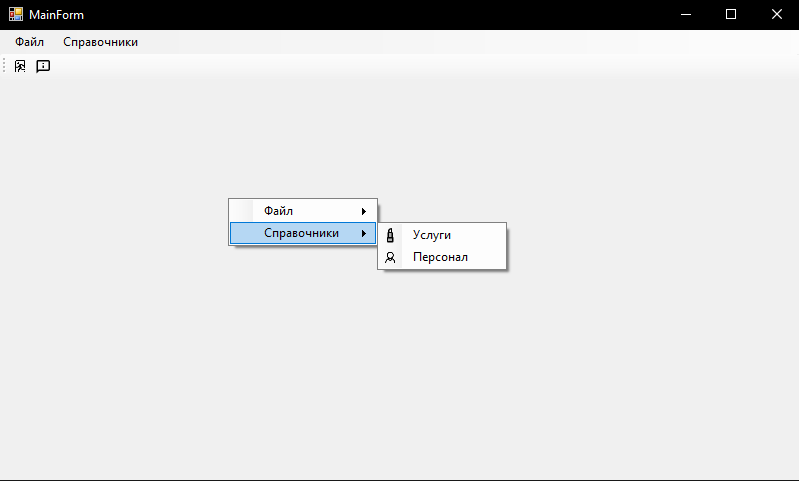 MainForm
Файл Справочники
Файл
Справочники
Услуги
Персонал